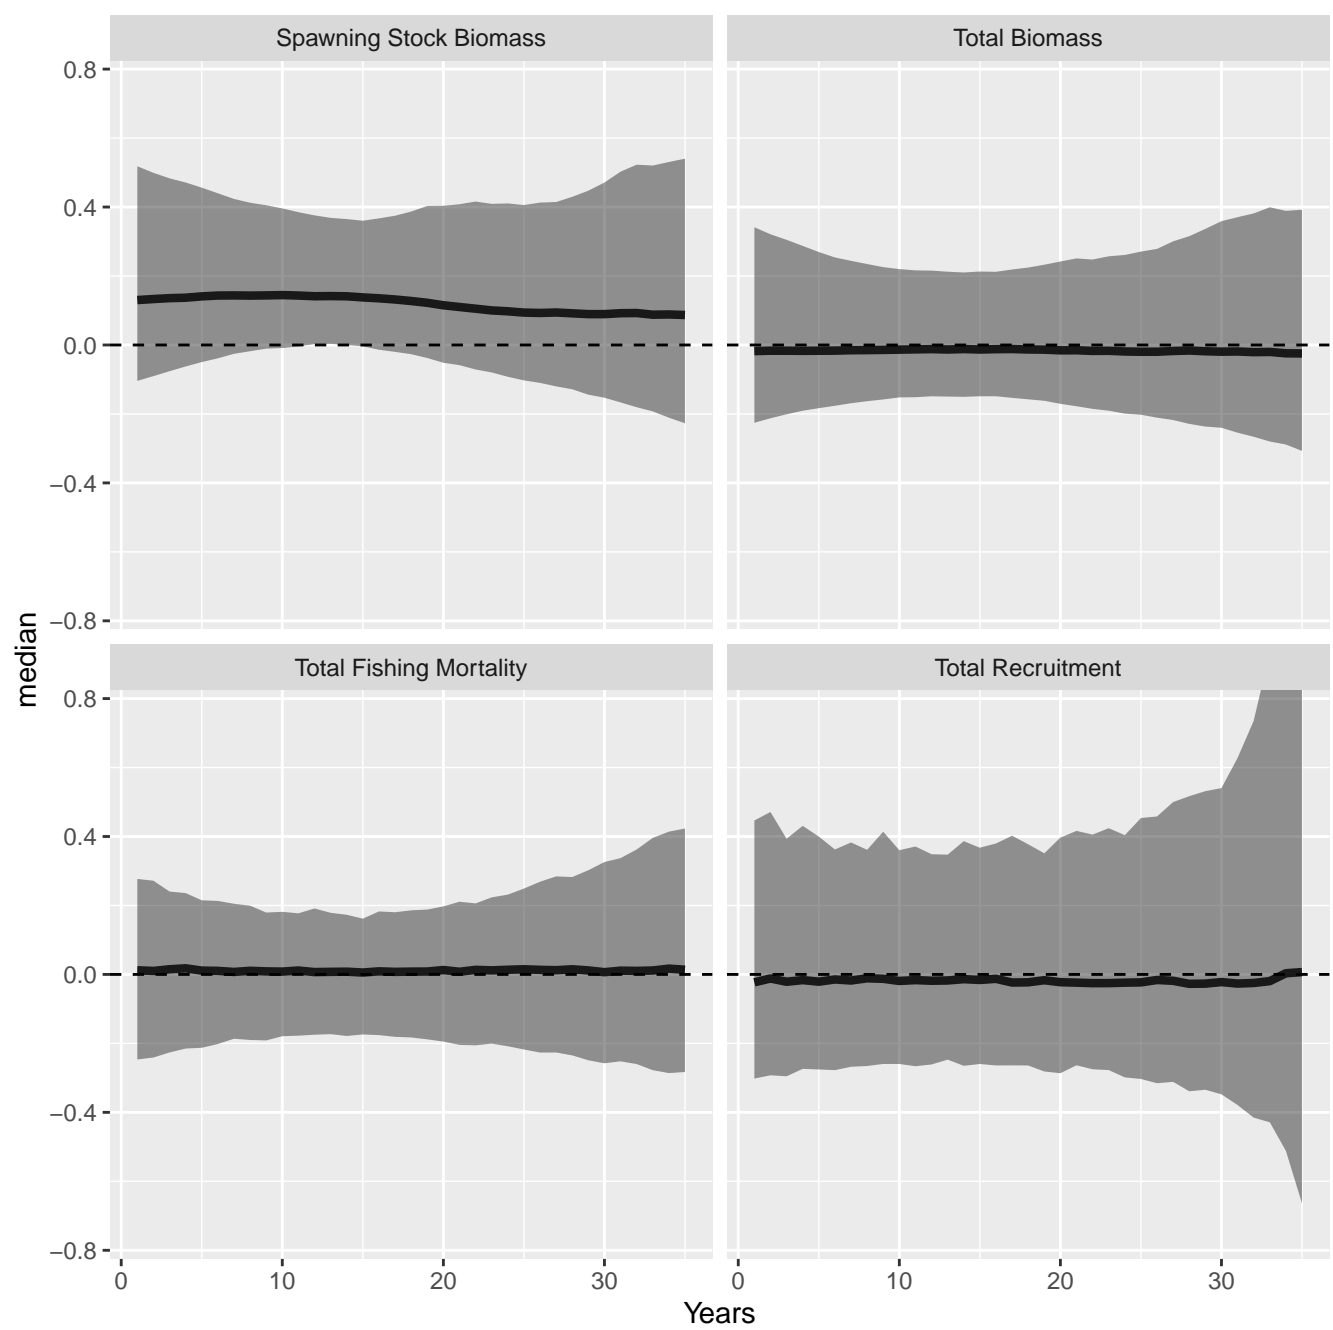 Spawning Stock Biomass
Total Biomass
0.8
0.4
0.0
−0.4
−0.8
Total Fishing Mortality
Total Recruitment
0.8
0.4
0.0
−0.4
−0.8
0 10 20 30
0 10 20 30
Years
median